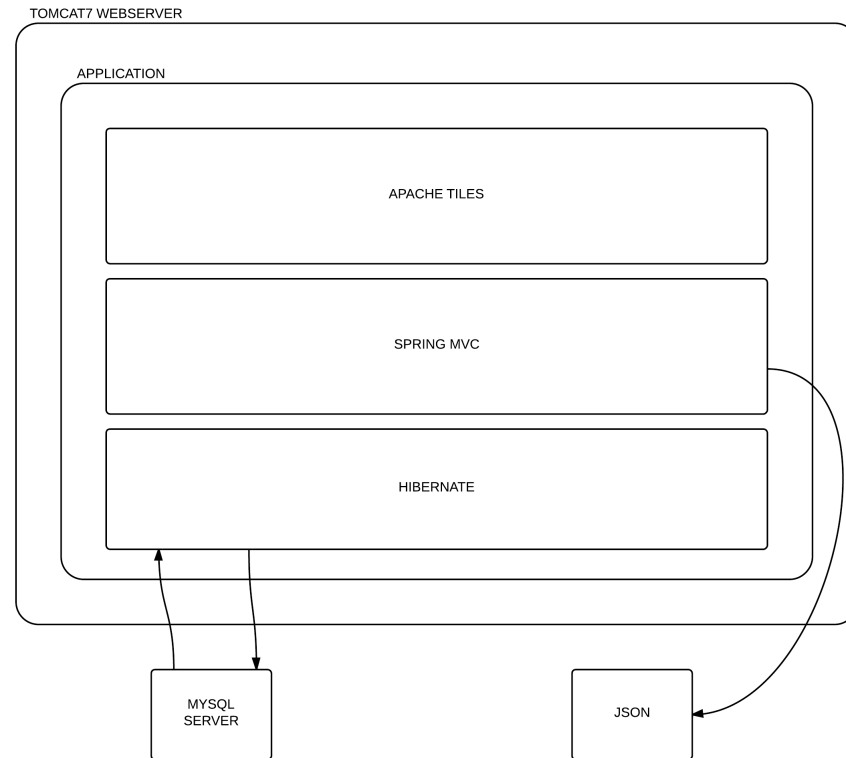 TOMCAT7 WEBSERVER
APPLICATION
APACHE TILES
SPRING MVC
HIBERNATE
MYSQL
SERVER
JSON